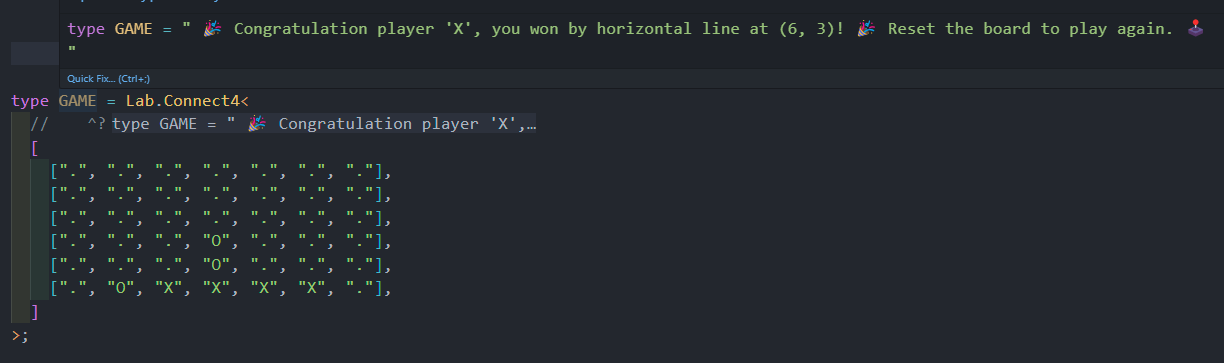 type GAME = " 🎉 Congratulation player 'X', you won by horizontal line at (6, 3)! 🎉 Reset the board to play again. 🕹️
"
Quick Fix... (Ctrl+;)
type GAME = Lab.Connect4<
//    ^? type GAME = " 🎉 Congratulation player 'X',…
[
[".", ".", ".", ".", ".", ".", "."],
[".", ".", ".", ".", ".", ".", "."],
[".", ".", ".", ".", ".", ".", "."],
[".", ".", ".", "O", ".", ".", "."],
[".", ".", ".", "O", ".", ".", "."],
[".", "O", "X", "X", "X", "X", "."],
]
>;